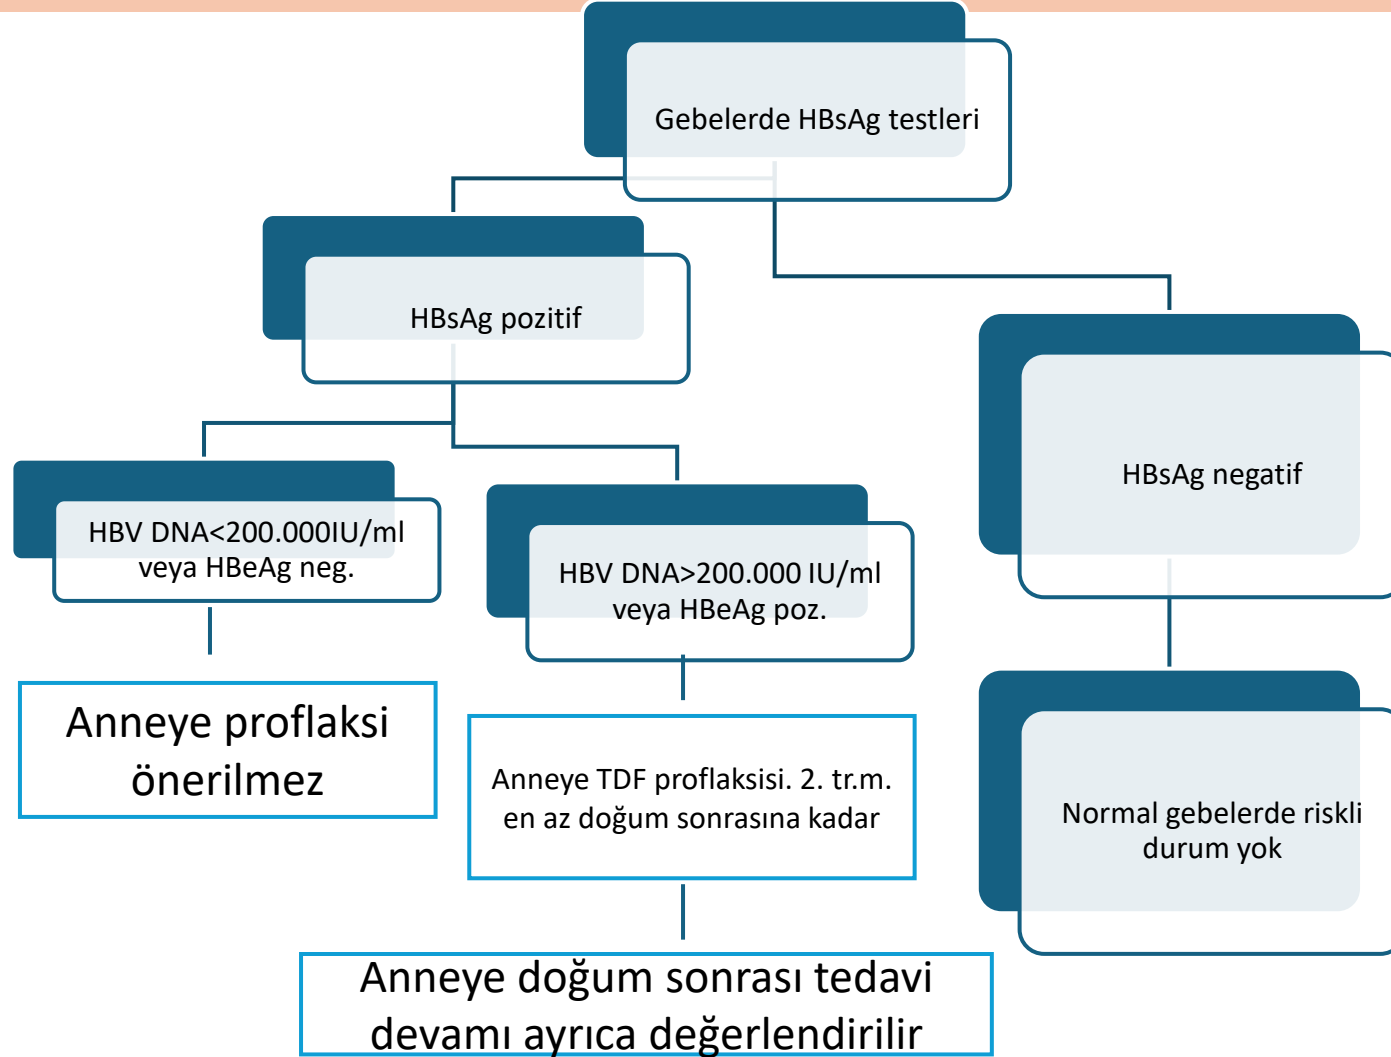 Gebelerde HBsAg testleri
HBsAg pozitif
HBsAg negatif
HBV DNA<200.000IU/ml
veya HBeAg neg.
HBV DNA>200.000 IU/ml
veya HBeAg poz.
Anneye proflaksi
önerilmez
Anneye TDF proflaksisi. 2. tr.m.
en az doğum sonrasına kadar
Normal gebelerde riskli
durum yok
Anneye doğum sonrası tedavi
devamı ayrıca değerlendirilir